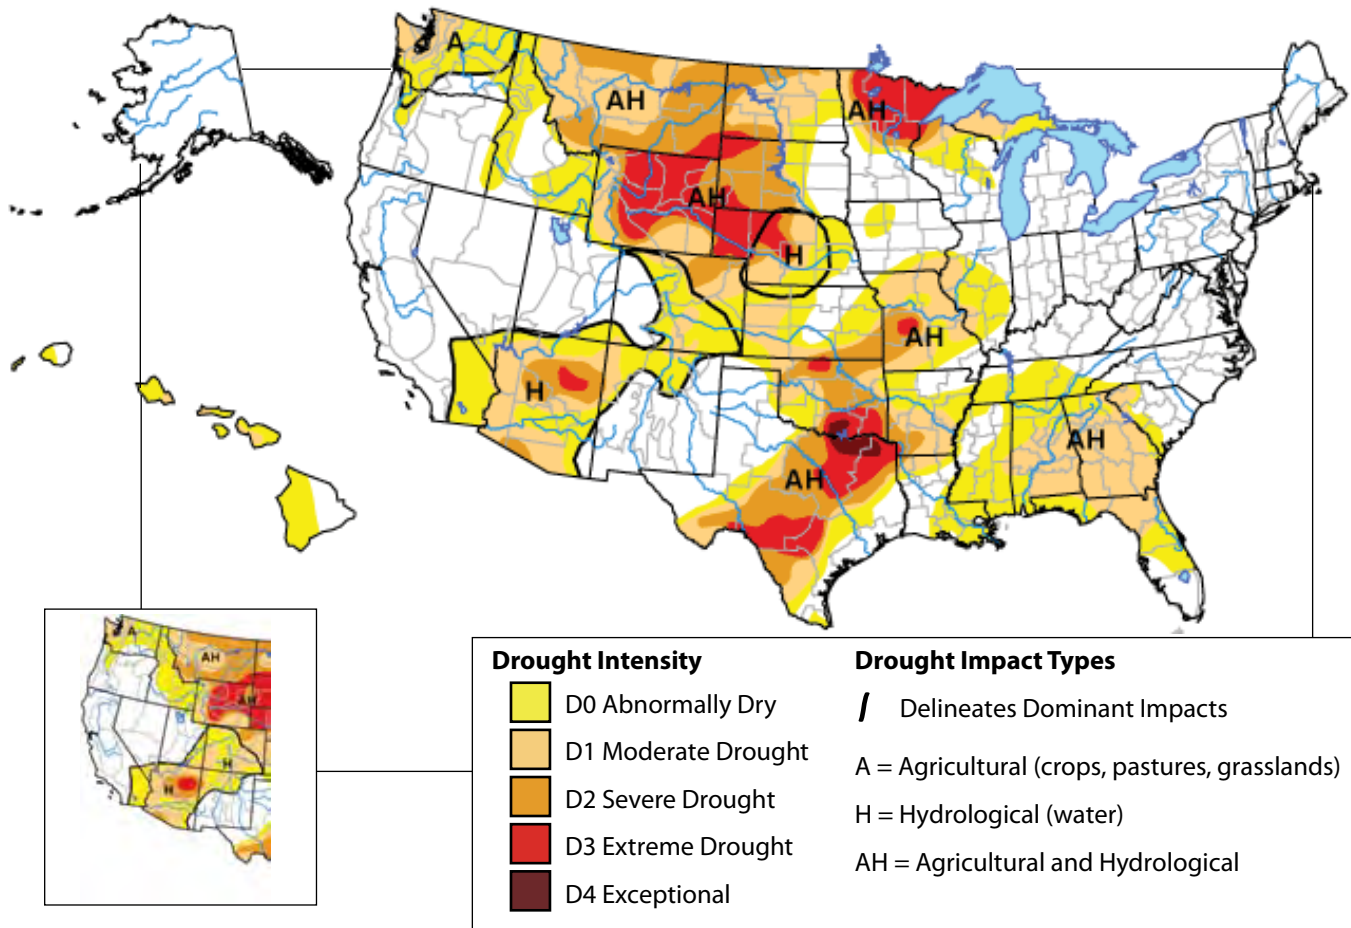 A
AH
AH
AH
H
AH
H
AH
AH
A
AH
AH
H
H
Drought Intensity
D0 Abnormally Dry
D1 Moderate Drought
D2 Severe Drought
D3 Extreme Drought
D4 Exceptional
Drought Impact Types
Delineates Dominant Impacts
A = Agricultural (crops, pastures, grasslands)
H = Hydrological (water)
AH = Agricultural and Hydrological